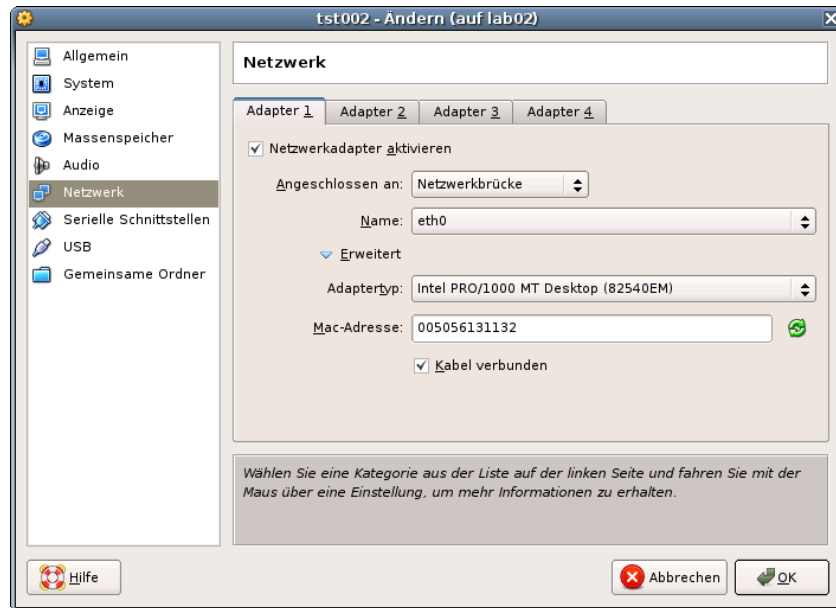 tst002 - Ändern (auf lab02)
Allgemein
System
Anzeige
Massenspeicher
Audio
Netzwerk
Serielle Schnittstellen
USB
Gemeinsame Ordner
Netzwerk
Adapter 1 Adapter 2 Adapter 3 Adapter 4
Netzwerkadapter aktivieren
Angeschlossen an: Netzwerkbrücke
Name: eth0
Erweitert
Adaptertyp: Intel PRO/1000 MT Desktop (82540EM)
Mac-Adresse: 005056131132
Kabel verbunden
Wählen Sie eine Kategorie aus der Liste auf der linken Seite und fahren Sie mit der
Maus über eine Einstellung, um mehr Informationen zu erhalten.
Hilfe Abbrechen OK